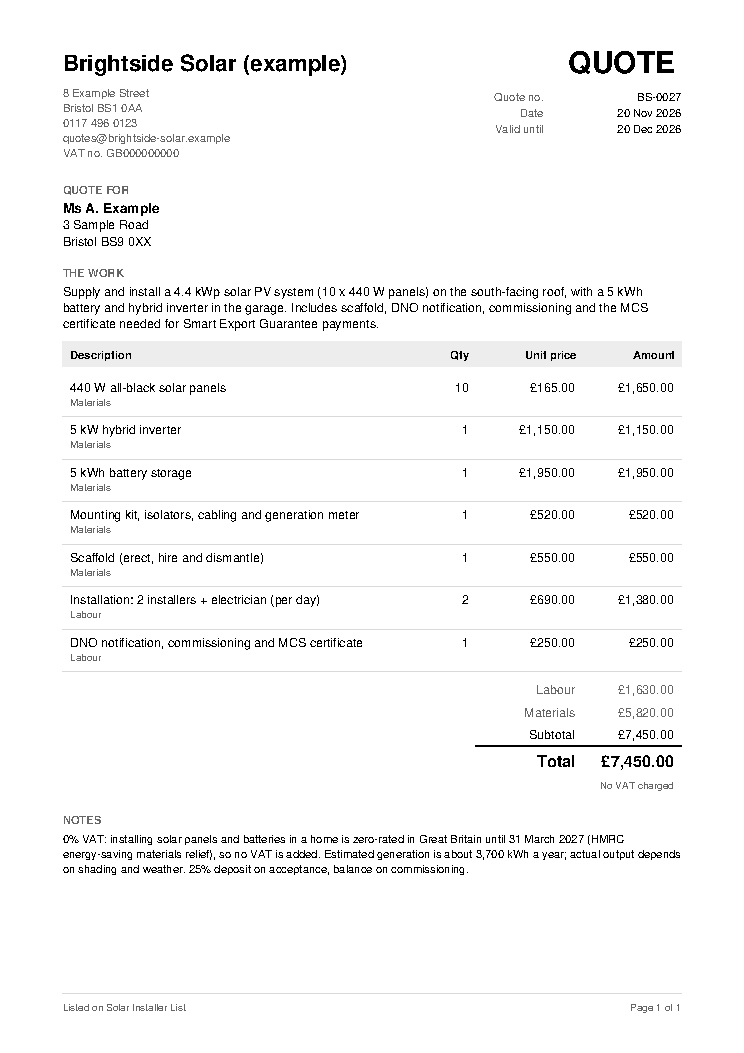 Brightside Solar (example)
QUOTE
8 Example Street
Bristol BS1 0AA
0117 496 0123
quotes@brightside-solar.example
VAT no. GB000000000
Quote no. BS-0027
Date 20 Nov 2026
Valid until 20 Dec 2026
QUOTE FOR
Ms A. Example
3 Sample Road
Bristol BS9 0XX
THE WORK
Supply and install a 4.4 kWp solar PV system (10 x 440 W panels) on the south-facing roof, with a 5 kWh
battery and hybrid inverter in the garage. Includes scaffold, DNO notification, commissioning and the MCS
certificate needed for Smart Export Guarantee payments.
Description Qty Unit price Amount
440 W all-black solar panels 10 £165.00 £1,650.00
Materials
5 kW hybrid inverter 1 £1,150.00 £1,150.00
Materials
5 kWh battery storage 1 £1,950.00 £1,950.00
Materials
Mounting kit, isolators, cabling and generation meter 1 £520.00 £520.00
Materials
Scaffold (erect, hire and dismantle) 1 £550.00 £550.00
Materials
Installation: 2 installers + electrician (per day) 2 £690.00 £1,380.00
Labour
DNO notification, commissioning and MCS certificate 1 £250.00 £250.00
Labour
Labour £1,630.00
Materials £5,820.00
Subtotal £7,450.00
Total £7,450.00
No VAT charged
NOTES
0% VAT: installing solar panels and batteries in a home is zero-rated in Great Britain until 31 March 2027 (HMRC
energy-saving materials relief), so no VAT is added. Estimated generation is about 3,700 kWh a year; actual output depends
on shading and weather. 25% deposit on acceptance, balance on commissioning.
Listed on Solar Installer List
Page 1 of 1